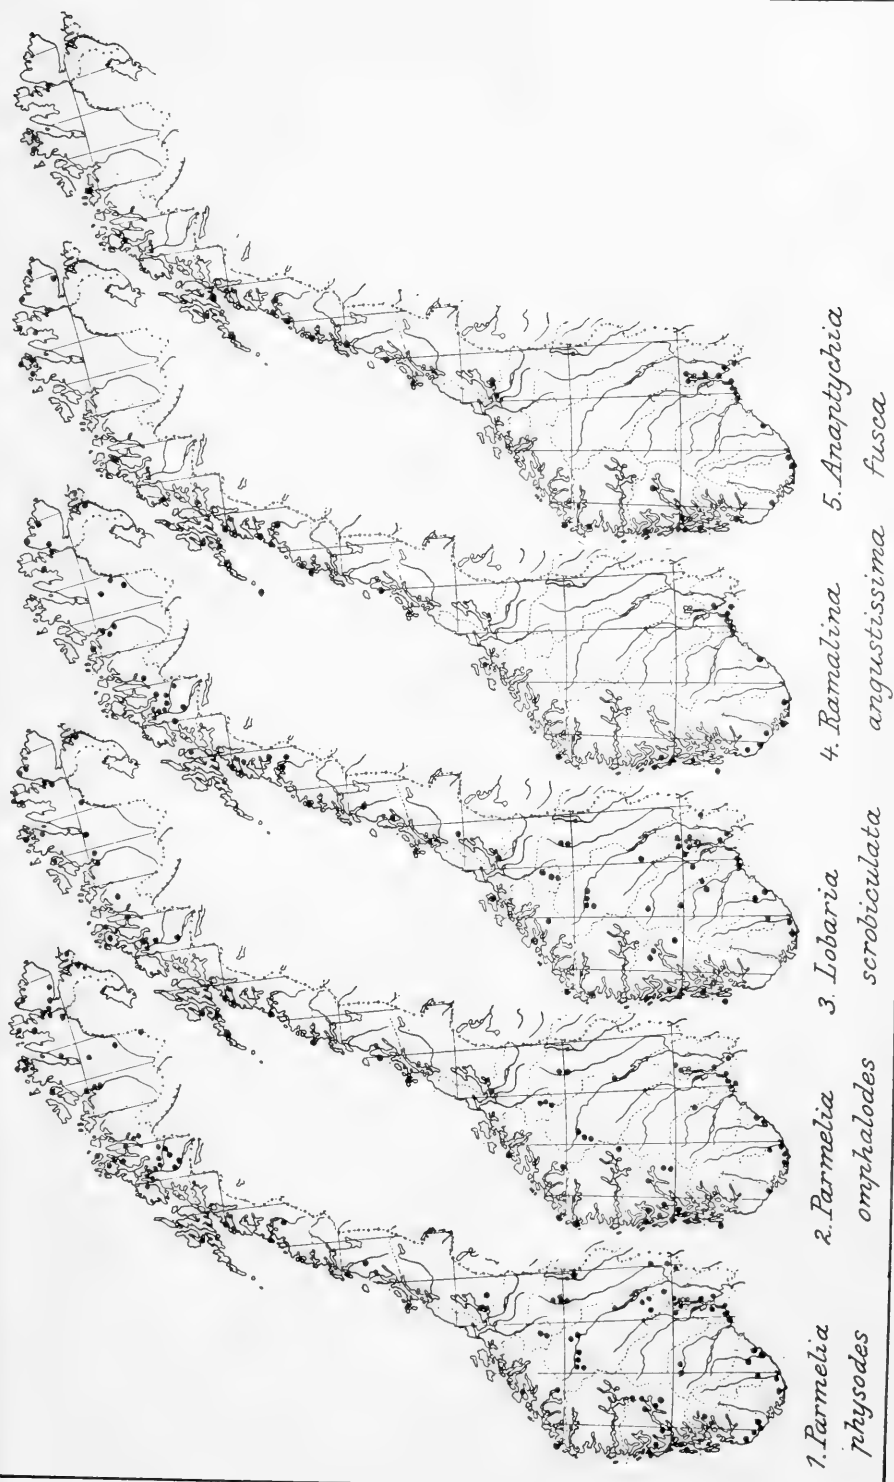 1. Parmelia
physodes
2. Parmelia
omphalodes
3. Lobaria
scrobiculata
4. Ramalina
angustissima
5. Anaptychia
fusca